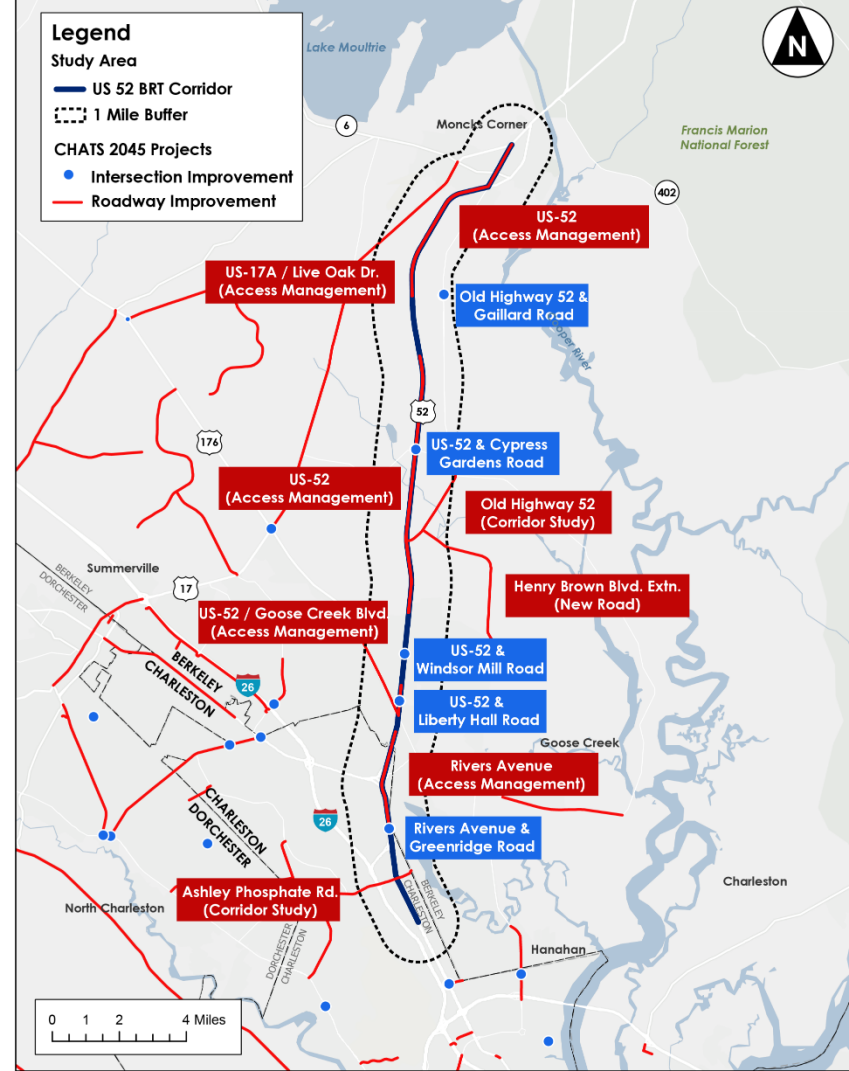 Legend
Study Area
US 52 BRT Corridor
1 Mile Buffer
CHATS 2045 Projects
Intersection Improvement
Roadway Improvement
Lake Moultrie
N
6
Moncks Corner
Francis Marion
National Forest
402
US-52
(Access Management)
US-17A / Live Oak Dr.
(Access Management)
Old Highway 52 &
Gaillard Road
Cooper River
52
176
US-52 & Cypress
Gardens Road
US-52
(Access Management)
Old Highway 52
(Corridor Study)
Summerville
BERKELEY
DORCHESTER
17
Henry Brown Blvd. Extn.
(New Road)
US-52 / Goose Creek Blvd.
(Access Management)
US-52 &
Windsor Mill Road
BERKELEY
CHARLESTON
26
US-52 &
Liberty Hall Road
Goose Creek
Rivers Avenue
(Access Management)
CHARLESTON
DORCHESTER
26
Rivers Avenue &
Greenridge Road
Ashley Phosphate Rd.
(Corridor Study)
BERKELEY
CHARLESTON
Charleston
North Charleston
DORCHESTER
CHARLESTON
Hanahan
0 1 2 4 Miles